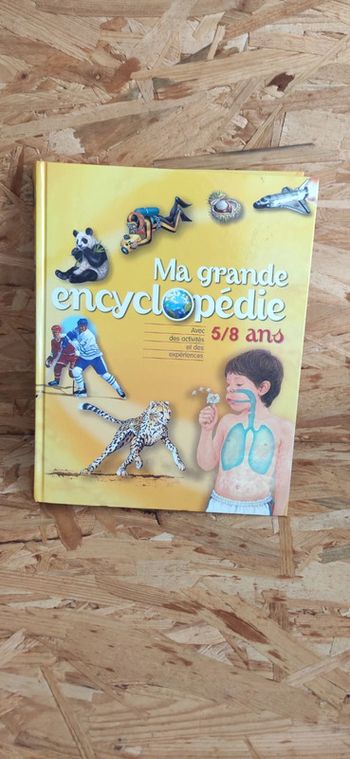 Ma grande
encyclopédie
5/8 ans
Avec
des activités
et des
expériences